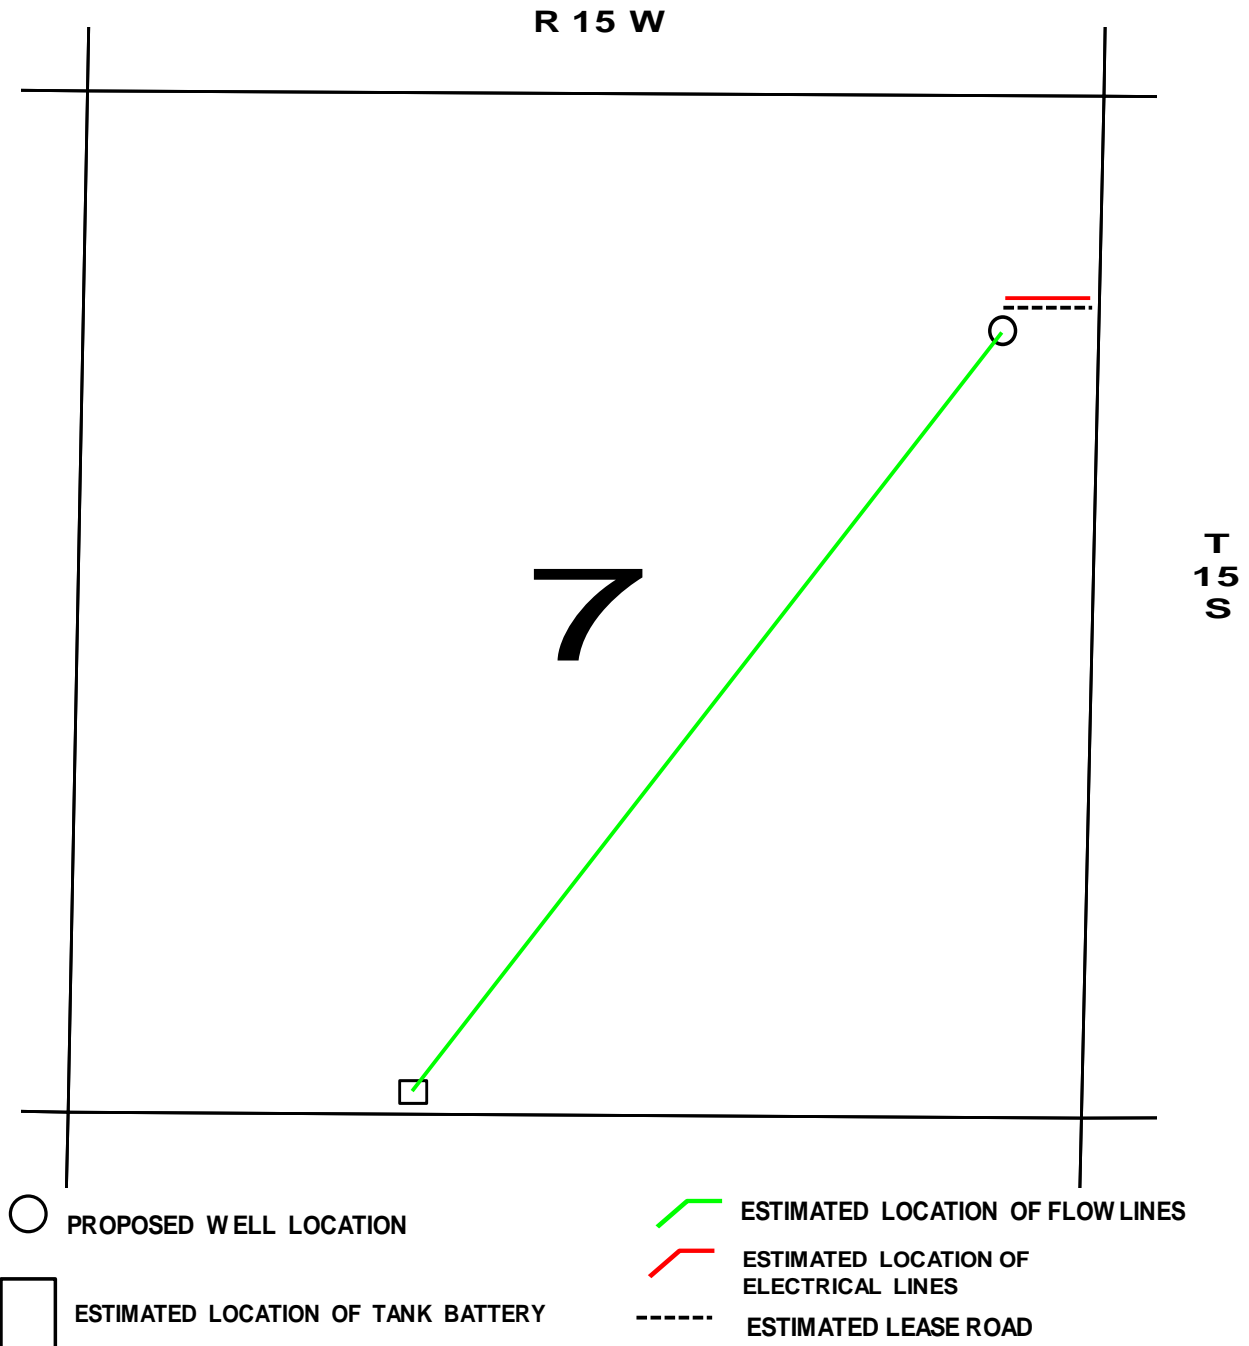 R 15 W
T
15
S
7
PROPOSED WELL LOCATION
ESTIMATED LOCATION OF TANK BATTERY
ESTIMATED LOCATION OF FLOW LINES
ESTIMATED LOCATION OF
ELECTRICAL LINES
ESTIMATED LEASE ROAD